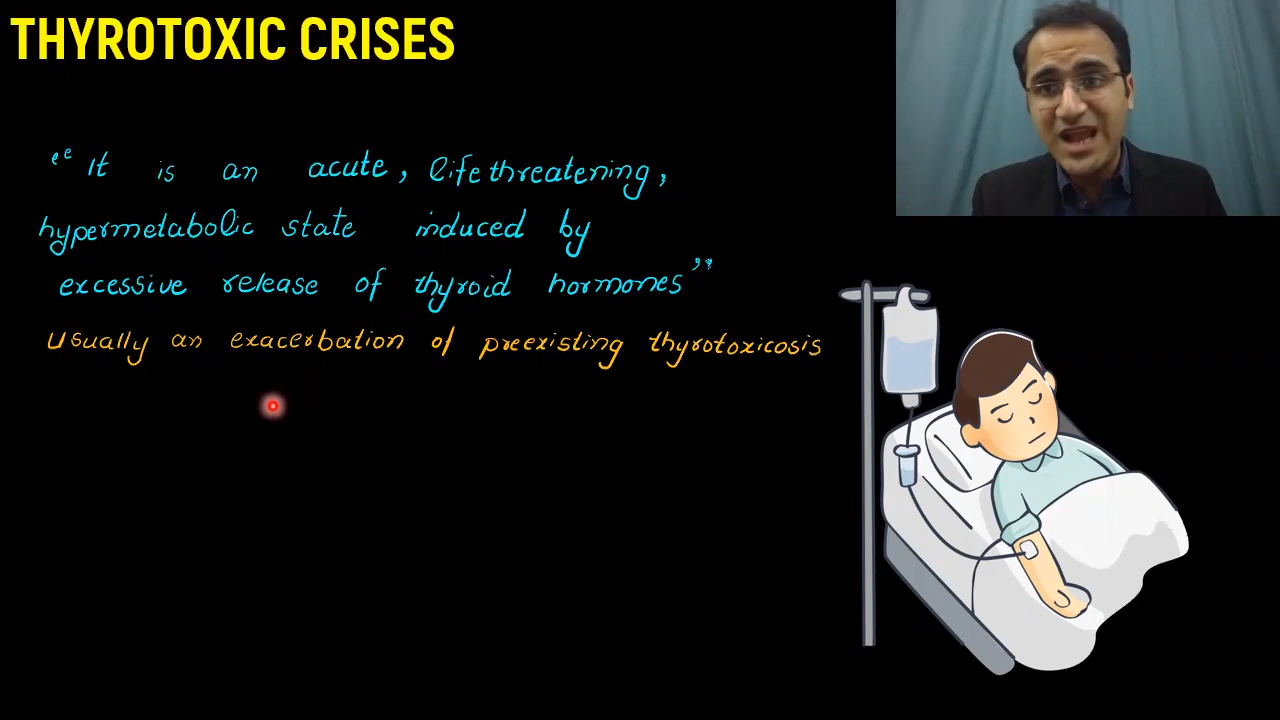 THYROTOXIC CRISES
“It is an acute, life threatening,
hypermetabolic state induced by
excessive release of thyroid hormones”
Usually an exacerbation of preexisting thyrotoxicosis